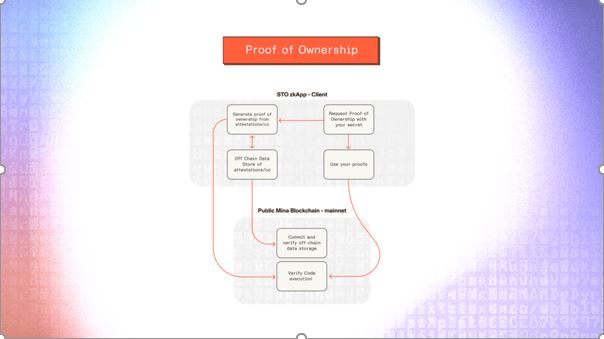 Proof of Ownership
STO zkApp - Client
Generate proof of
ownership from
attestations/co
Request Proof of
Ownership with
your secret
Off Chain Data
Store of
attestations/co
Use your proofs
Public Mina Blockchain - mainnet
Commit and
verify off-chain
data storage
Verify Code
execution